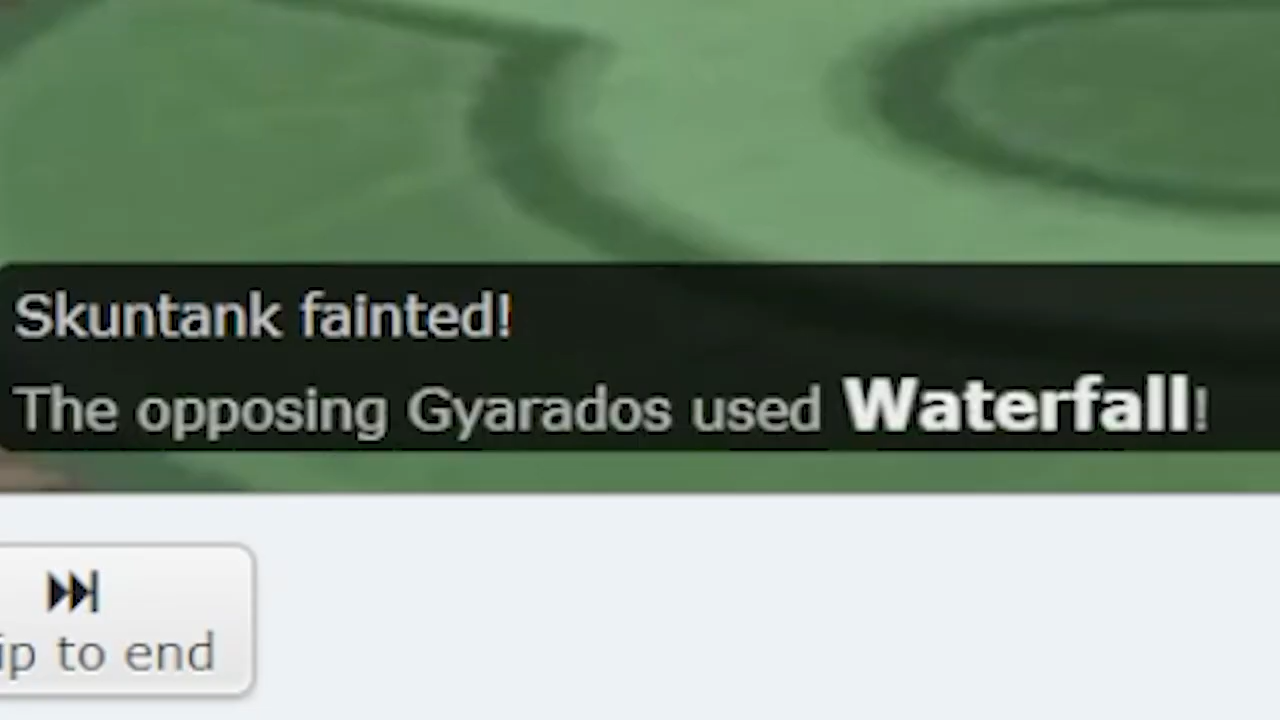 Skuntank fainted!
The opposing Gyarados used Waterfall!
ip to end